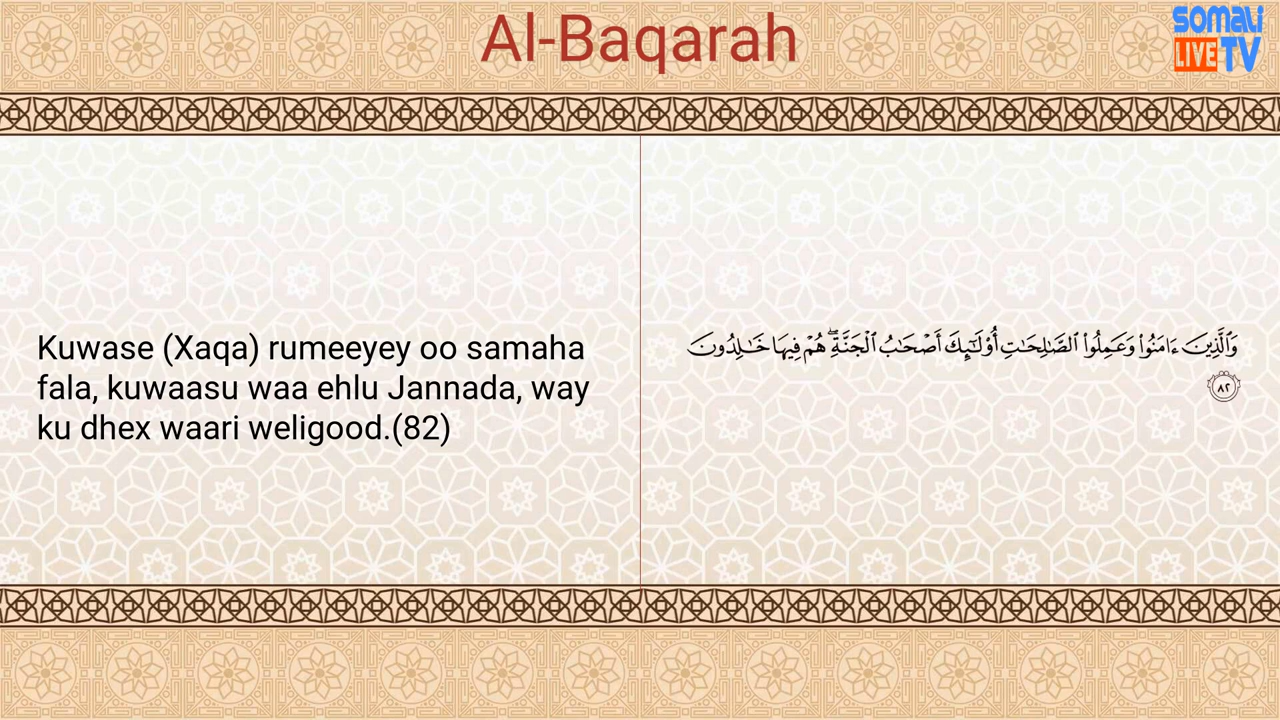 Al-Baqarah
SOMALI
LIVE TV
Kuwase (Xaqa) rumeeyey oo samaha
fala, kuwaasu waa ehlu Jannada, way
ku dhex waari weligood.(82)
وَٱلَّذِينَ ءَامَنُوا۟ وَعَمِلُوا۟ ٱلصَّـٰلِحَـٰتِ أُو۟لَـٰٓئِكَ أَصْحَـٰبُ ٱلْجَنَّةِ ۖ هُمْ فِيهَا خَـٰلِدُونَ
٨٢